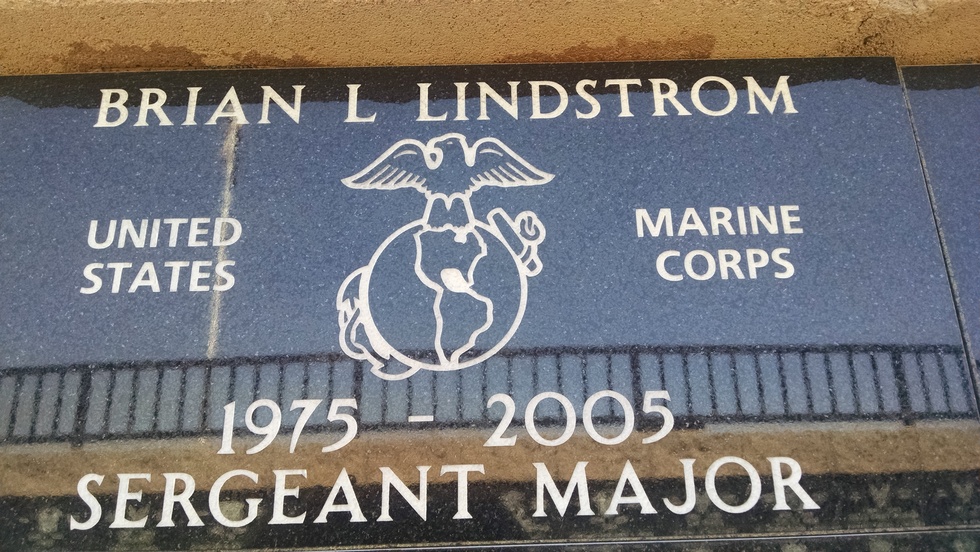 BRIAN L LINDSTROM
UNITED STATES
MARINE CORPS
1975 - 2005
SERGEANT MAJOR